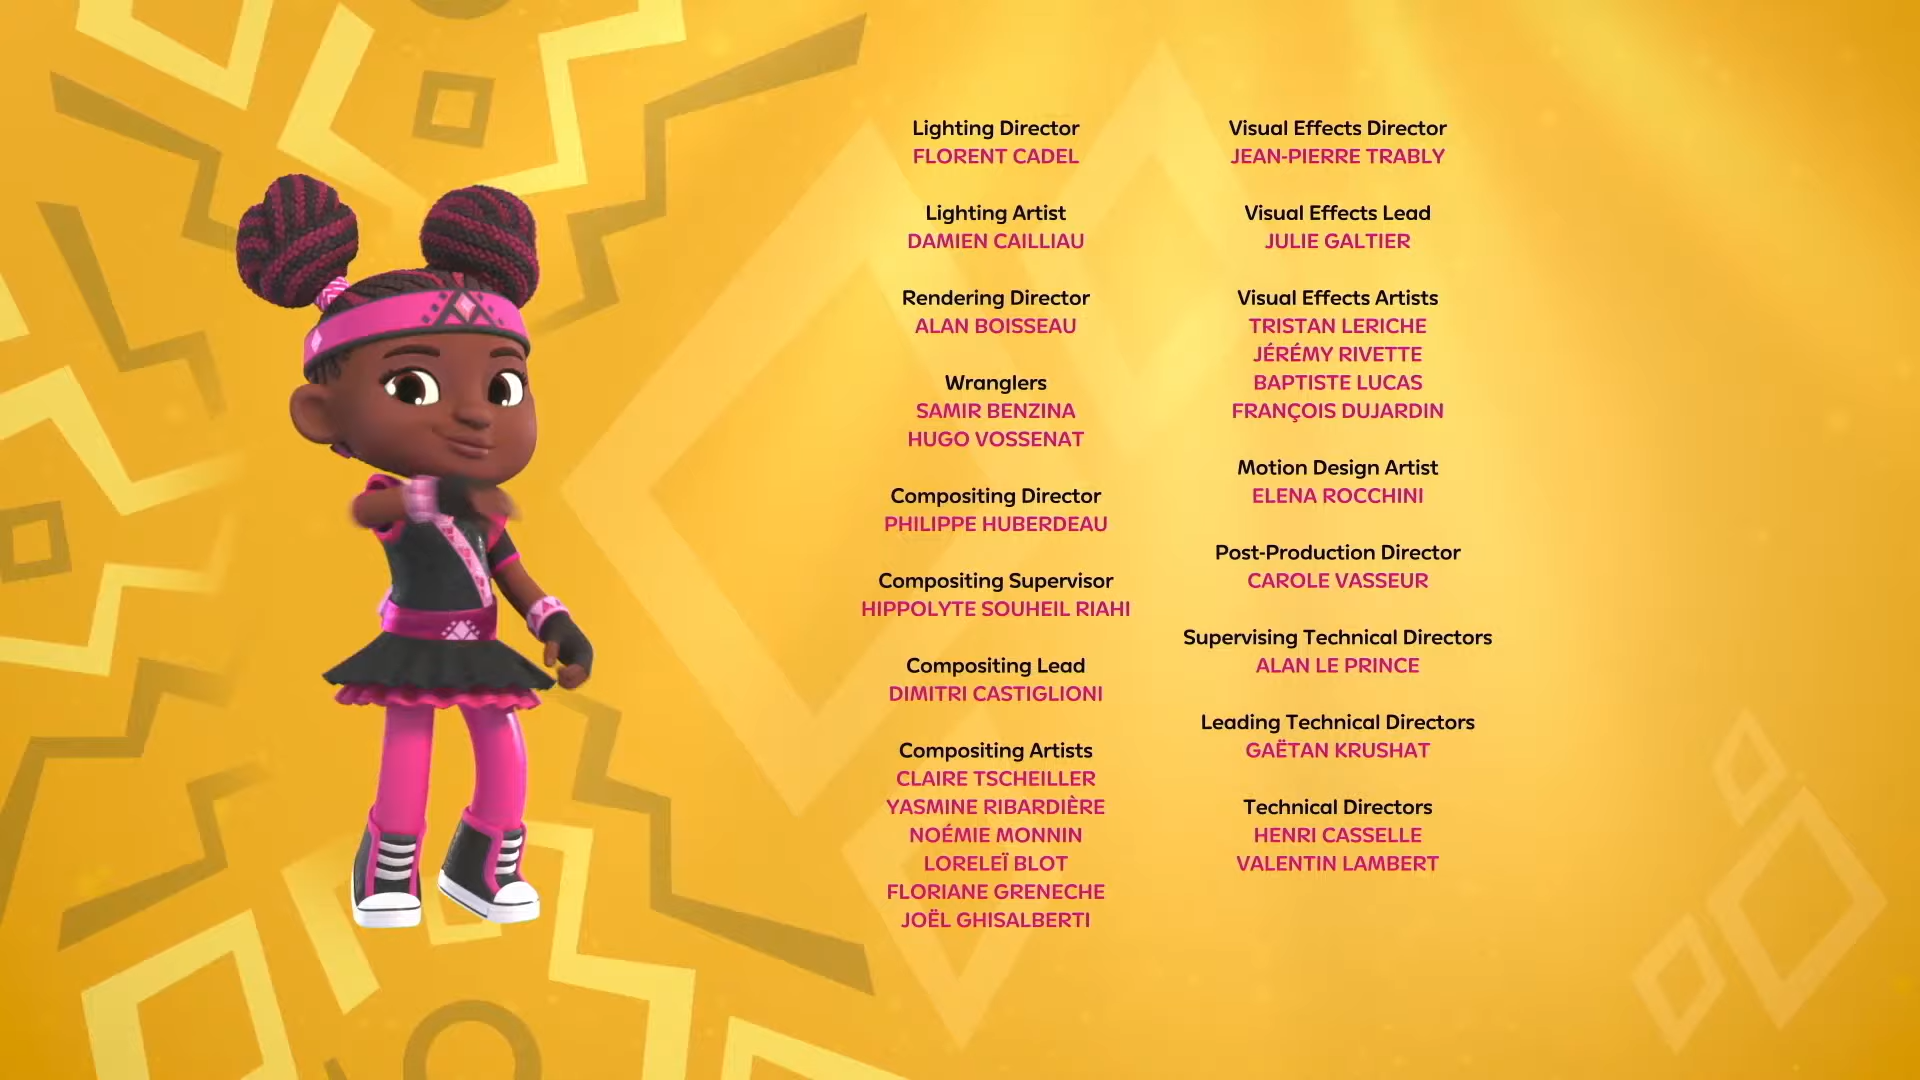 Lighting Director
FLORENT CADEL
Lighting Artist
DAMIEN CAILLIAU
Rendering Director
ALAN BOISSEAU
Wranglers
SAMIR BENZINA
HUGO VOSSENAT
Compositing Director
PHILIPPE HUBERDEAU
Compositing Supervisor
HIPPOLYTE SOUHEIL RIAHI
Compositing Lead
DIMITRI CASTIGLIONI
Compositing Artists
CLAIRE TSCHEILLER
YASMINE RIBARDIÈRE
NOÉMIE MONNIN
LORELEÏ BLOT
FLORIANE GRENECHE
JOËL GHISALBERTI
Visual Effects Director
JEAN-PIERRE TRABLY
Visual Effects Lead
JULIE GALTIER
Visual Effects Artists
TRISTAN LERICHE
JÉRÉMY RIVETTE
BAPTISTE LUCAS
FRANÇOIS DUJARDIN
Motion Design Artist
ELENA ROCCHINI
Post-Production Director
CAROLE VASSEUR
Supervising Technical Directors
ALAN LE PRINCE
Leading Technical Directors
GAËTAN KRUSHAT
Technical Directors
HENRI CASSELLE
VALENTIN LAMBERT